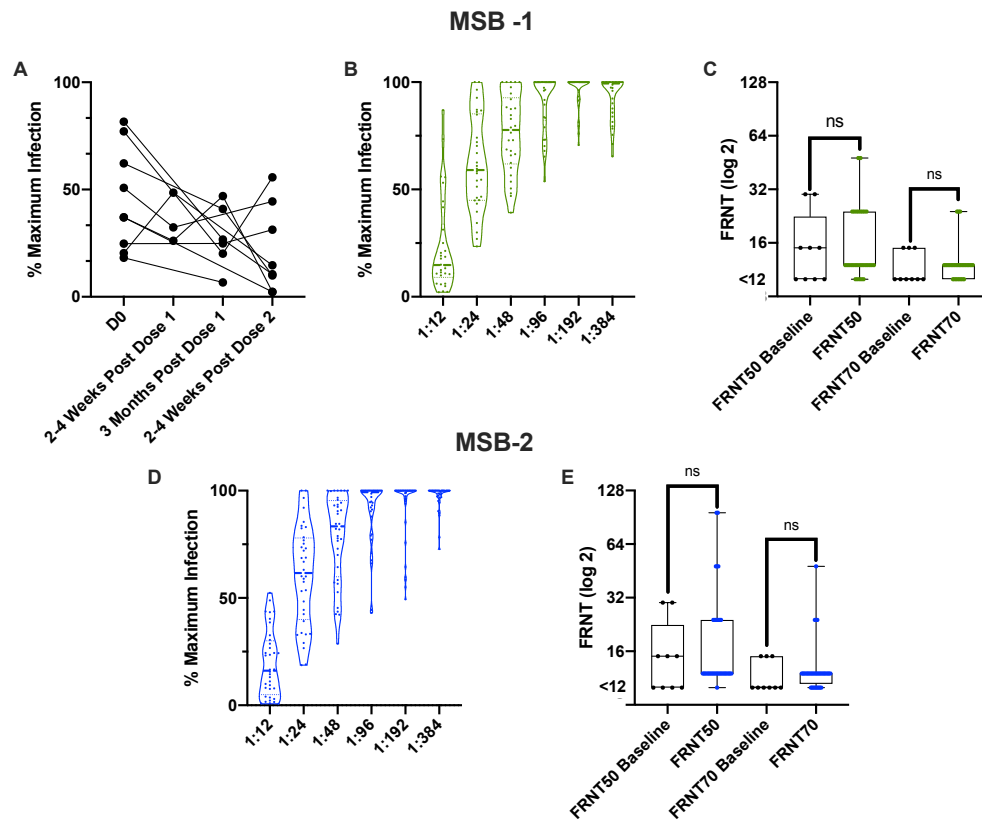 MSB -1
A
% Maximum Infection
100
50
0
D0
2-4 Weeks Post Dose 1
3 Months Post Dose 1
2-4 Weeks Post Dose 2
B
% Maximum Infection
100
50
0
1:12
1:24
1:48
1:96
1:192
1:384
C
FRNT (log 2)
128
64
32
16
<12
ns
ns
FRNT50 Baseline
FRNT50
FRNT70 Baseline
FRNT70
MSB-2
D
% Maximum Infection
100
50
0
1:12
1:24
1:48
1:96
1:192
1:384
E
FRNT (log 2)
128
64
32
16
<12
ns
ns
FRNT50 Baseline
FRNT50
FRNT70 Baseline
FRNT70